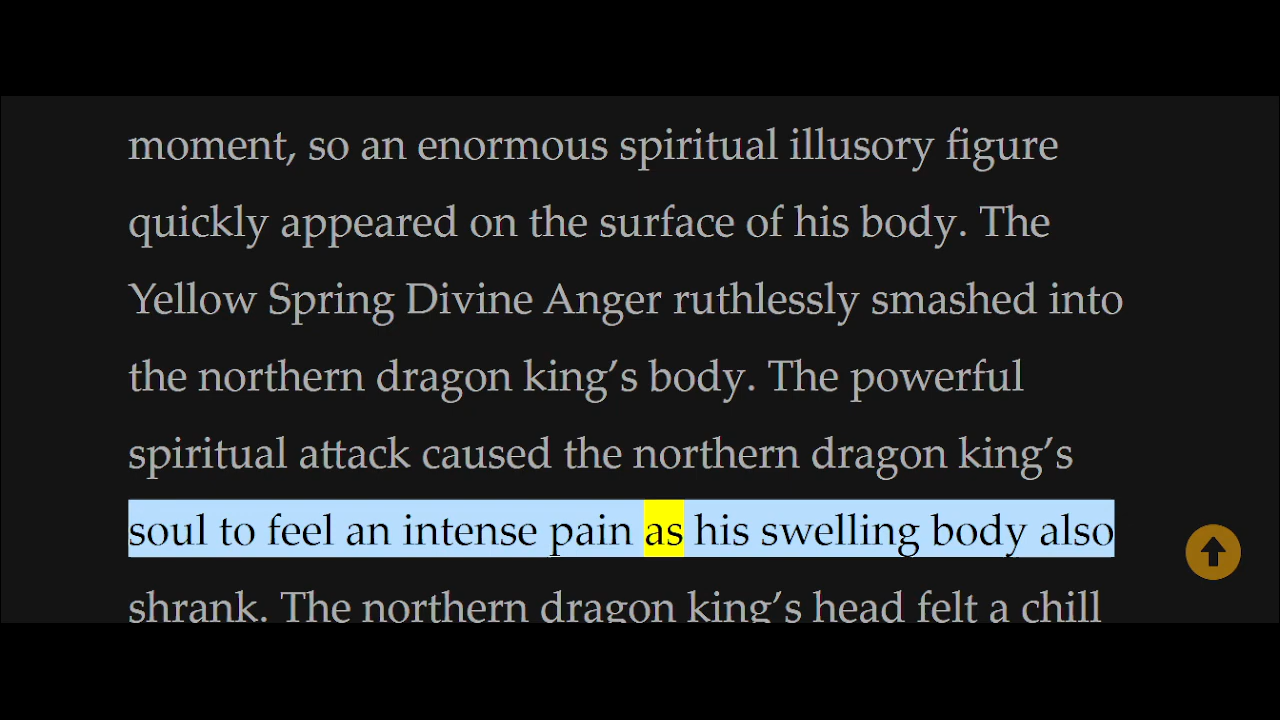 moment, so an enormous spiritual illusory figure
quickly appeared on the surface of his body. The
Yellow Spring Divine Anger ruthlessly smashed into
the northern dragon king’s body. The powerful
spiritual attack caused the northern dragon king’s
soul to feel an intense pain as his swelling body also
shrank. The northern dragon king’s head felt a chill